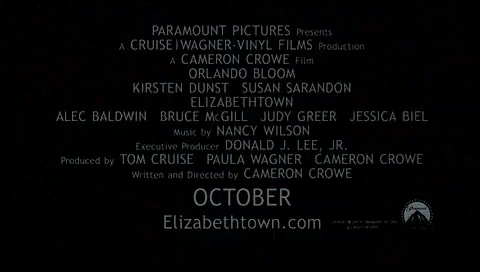 PARAMOUNT PICTURES Presents
A CRUISE|WAGNER-VINYL FILMS Production
A CAMERON CROWE Film
ORLANDO BLOOM
KIRSTEN DUNST SUSAN SARANDON
ELIZABETHTOWN
ALEC BALDWIN BRUCE McGILL JUDY GREER JESSICA BIEL
Music by NANCY WILSON
Executive Producer DONALD J. LEE, JR.
Produced by TOM CRUISE PAULA WAGNER CAMERON CROWE
Written and Directed by CAMERON CROWE
OCTOBER
Elizabethtown.com